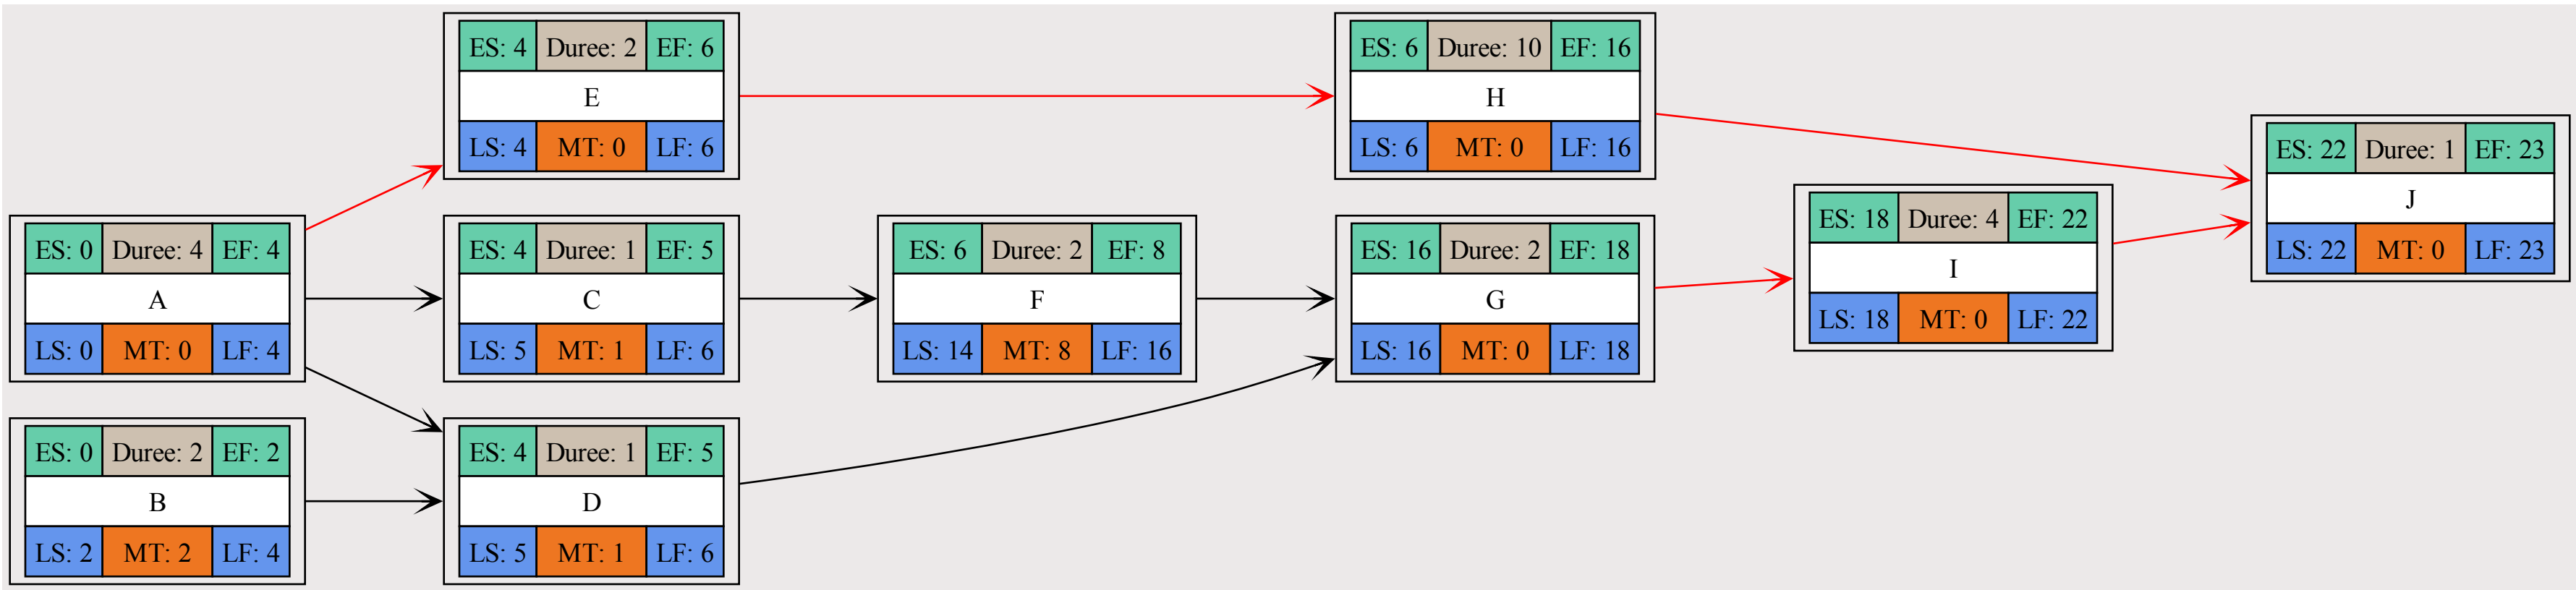 ES: 4 Duree: 2 EF: 6
E
LS: 4 MT: 0 LF: 6
ES: 6 Duree: 10 EF: 16
H
LS: 6 MT: 0 LF: 16
ES: 22 Duree: 1 EF: 23
J
LS: 22 MT: 0 LF: 23
ES: 18 Duree: 4 EF: 22
I
LS: 18 MT: 0 LF: 22
ES: 0 Duree: 4 EF: 4
A
LS: 0 MT: 0 LF: 4
ES: 4 Duree: 1 EF: 5
C
LS: 5 MT: 1 LF: 6
ES: 6 Duree: 2 EF: 8
F
LS: 14 MT: 8 LF: 16
ES: 16 Duree: 2 EF: 18
G
LS: 16 MT: 0 LF: 18
ES: 0 Duree: 2 EF: 2
B
LS: 2 MT: 2 LF: 4
ES: 4 Duree: 1 EF: 5
D
LS: 5 MT: 1 LF: 6